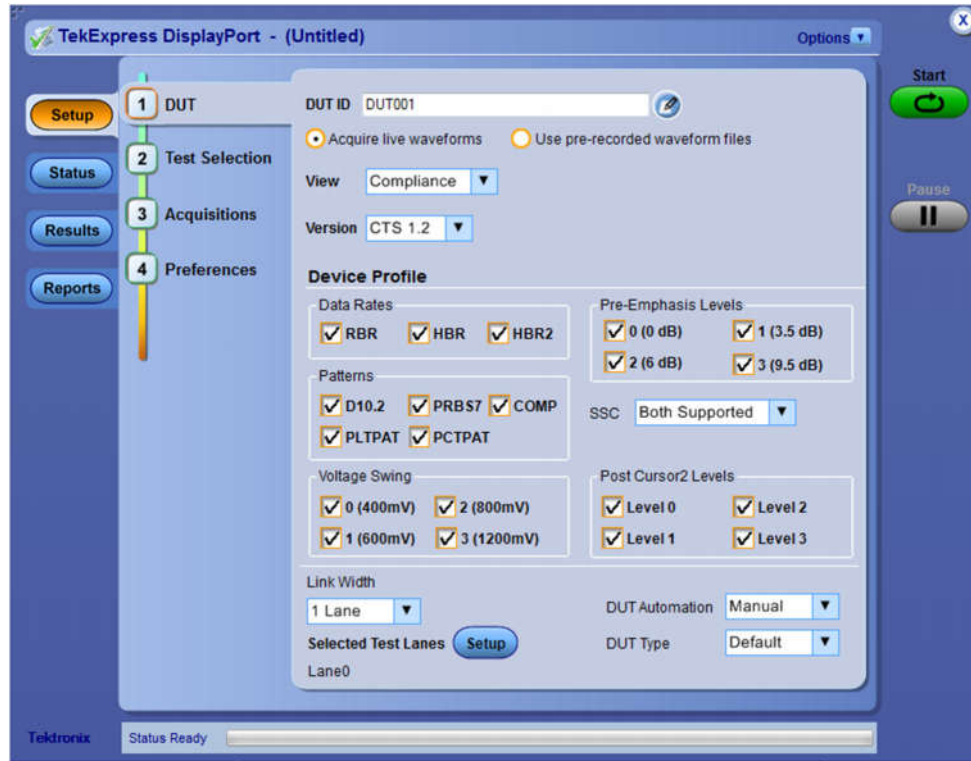 TekExpress DisplayPort - (Untitled)
Options
X
Setup
Status
Results
Reports
1 DUT
2 Test Selection
3 Acquisitions
4 Preferences
DUT ID DUT001
Acquire live waveforms Use pre-recorded waveform files
View Compliance
Version CTS 1.2
Device Profile
Data Rates
RBR HBR HBR2
Patterns
D10.2 PRBS7 COMP
PLTPAT PCTPAT
Voltage Swing
0 (400mV) 2 (800mV)
1 (600mV) 3 (1200mV)
Pre-Emphasis Levels
0 (0 dB) 1 (3.5 dB)
2 (6 dB) 3 (9.5 dB)
SSC Both Supported
Post Cursor2 Levels
Level 0 Level 2
Level 1 Level 3
Link Width
1 Lane
Selected Test Lanes Setup
Lane0
DUT Automation Manual
DUT Type Default
Start
Pause
Tektronix
Status Ready